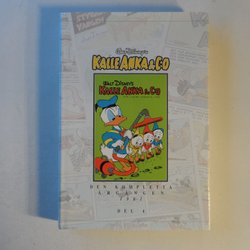 Walt Disney's
KALLE ANKA & CO
WALT DISNEY'S
KALLE ANKA & CO
DEN KOMPLETTA
ÅRGÅNGEN
DEL 4